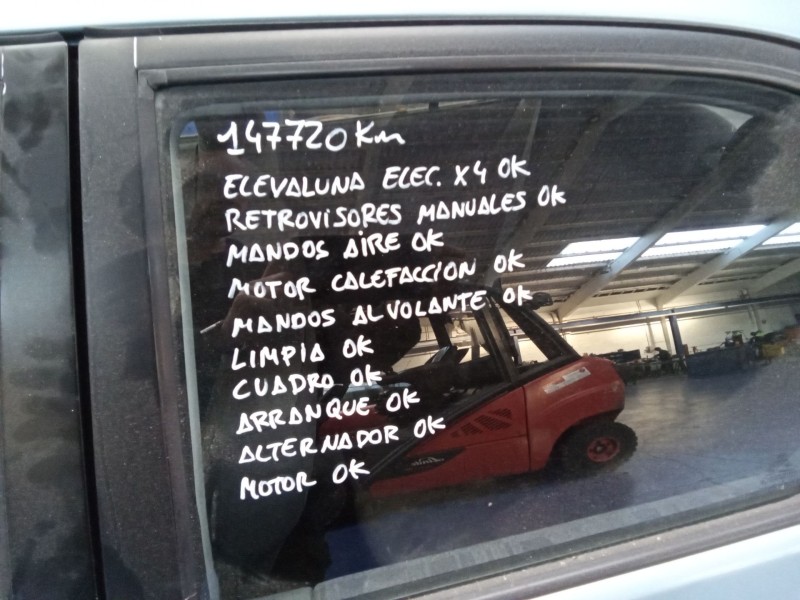 147720 Km
ELEVALUNA ELEC. X4 OK
RETROVISORES MANUALES OK
MANDOS AIRE OK
MOTOR CALEFACCION OK
MANDOS AL VOLANTE OK
LIMPIA OK
CUADRO OK
ARRANQUE OK
ALTERNADOR OK
MOTOR OK